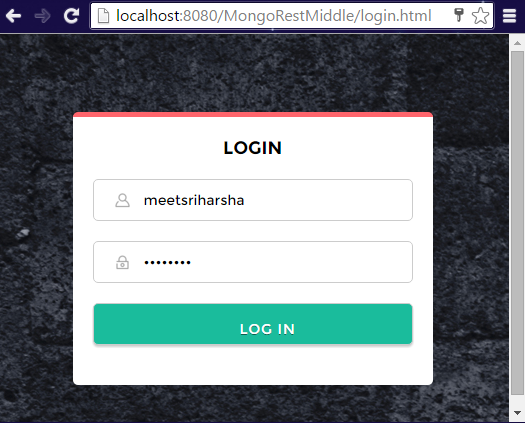 localhost:8080/MongoRestMiddle/login.html
LOGIN
meetsriharsha
••••••••
LOG IN